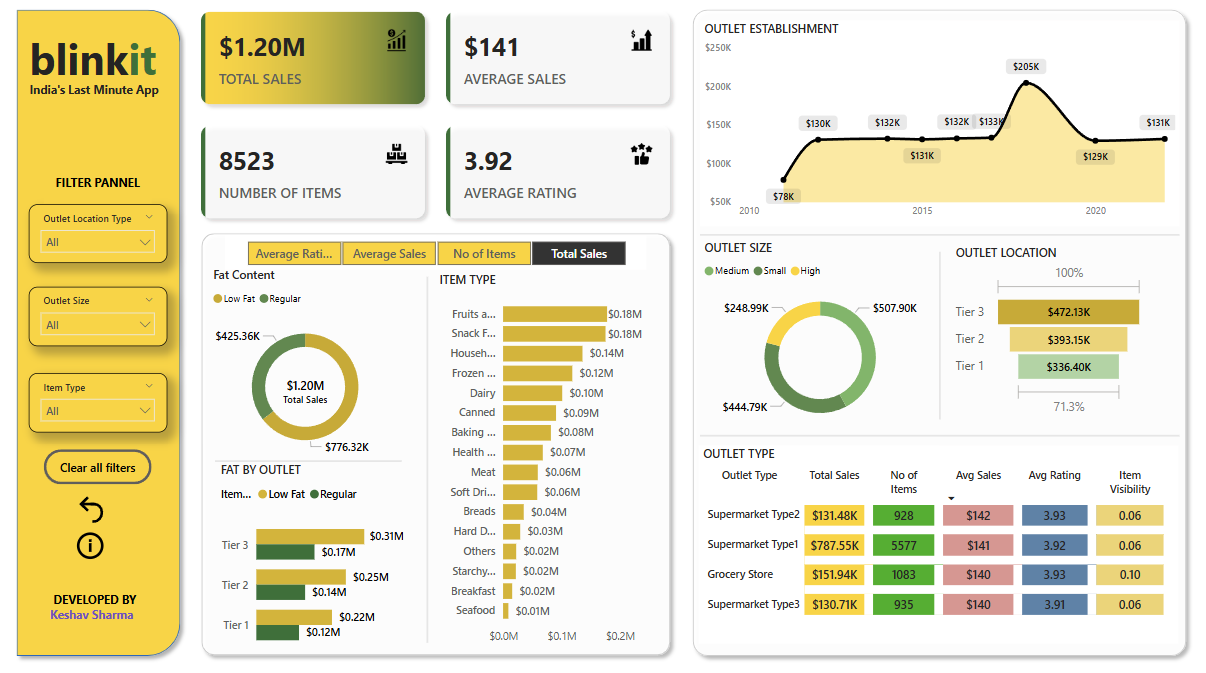 blinkit
India's Last Minute App
FILTER PANNEL
Outlet Location Type
All
Outlet Size
All
Item Type
All
Clear all filters
DEVELOPED BY
Keshav Sharma
$1.20M
TOTAL SALES
$141
AVERAGE SALES
8523
NUMBER OF ITEMS
3.92
AVERAGE RATING
Average Rati... Average Sales No of Items Total Sales
Fat Content
Low Fat Regular
$425.36K
$1.20M
Total Sales
$776.32K
FAT BY OUTLET
Item... Low Fat Regular
Tier 3 $0.31M
$0.17M
Tier 2 $0.25M
$0.14M
Tier 1 $0.22M
$0.12M
ITEM TYPE
Fruits a... $0.18M
Snack F... $0.18M
Househ... $0.14M
Frozen ... $0.12M
Dairy $0.10M
Canned $0.09M
Baking ... $0.08M
Health ... $0.07M
Meat $0.06M
Soft Dri... $0.06M
Breads $0.04M
Hard D... $0.03M
Others $0.02M
Starchy... $0.02M
Breakfast $0.02M
Seafood $0.01M
$0.0M $0.1M $0.2M
OUTLET ESTABLISHMENT
$250K
$200K
$150K
$100K
$50K
$78K $130K $132K $131K $132K $133K $205K $129K $131K
2010 2015 2020
OUTLET SIZE
Medium Small High
$248.99K $507.90K
$444.79K
OUTLET LOCATION
100%
Tier 3 $472.13K
Tier 2 $393.15K
Tier 1 $336.40K
71.3%
OUTLET TYPE
Outlet Type Total Sales No of Items Avg Sales Avg Rating Item Visibility
Supermarket Type2 $131.48K 928 $142 3.93 0.06
Supermarket Type1 $787.55K 5577 $141 3.92 0.06
Grocery Store $151.94K 1083 $140 3.93 0.10
Supermarket Type3 $130.71K 935 $140 3.91 0.06